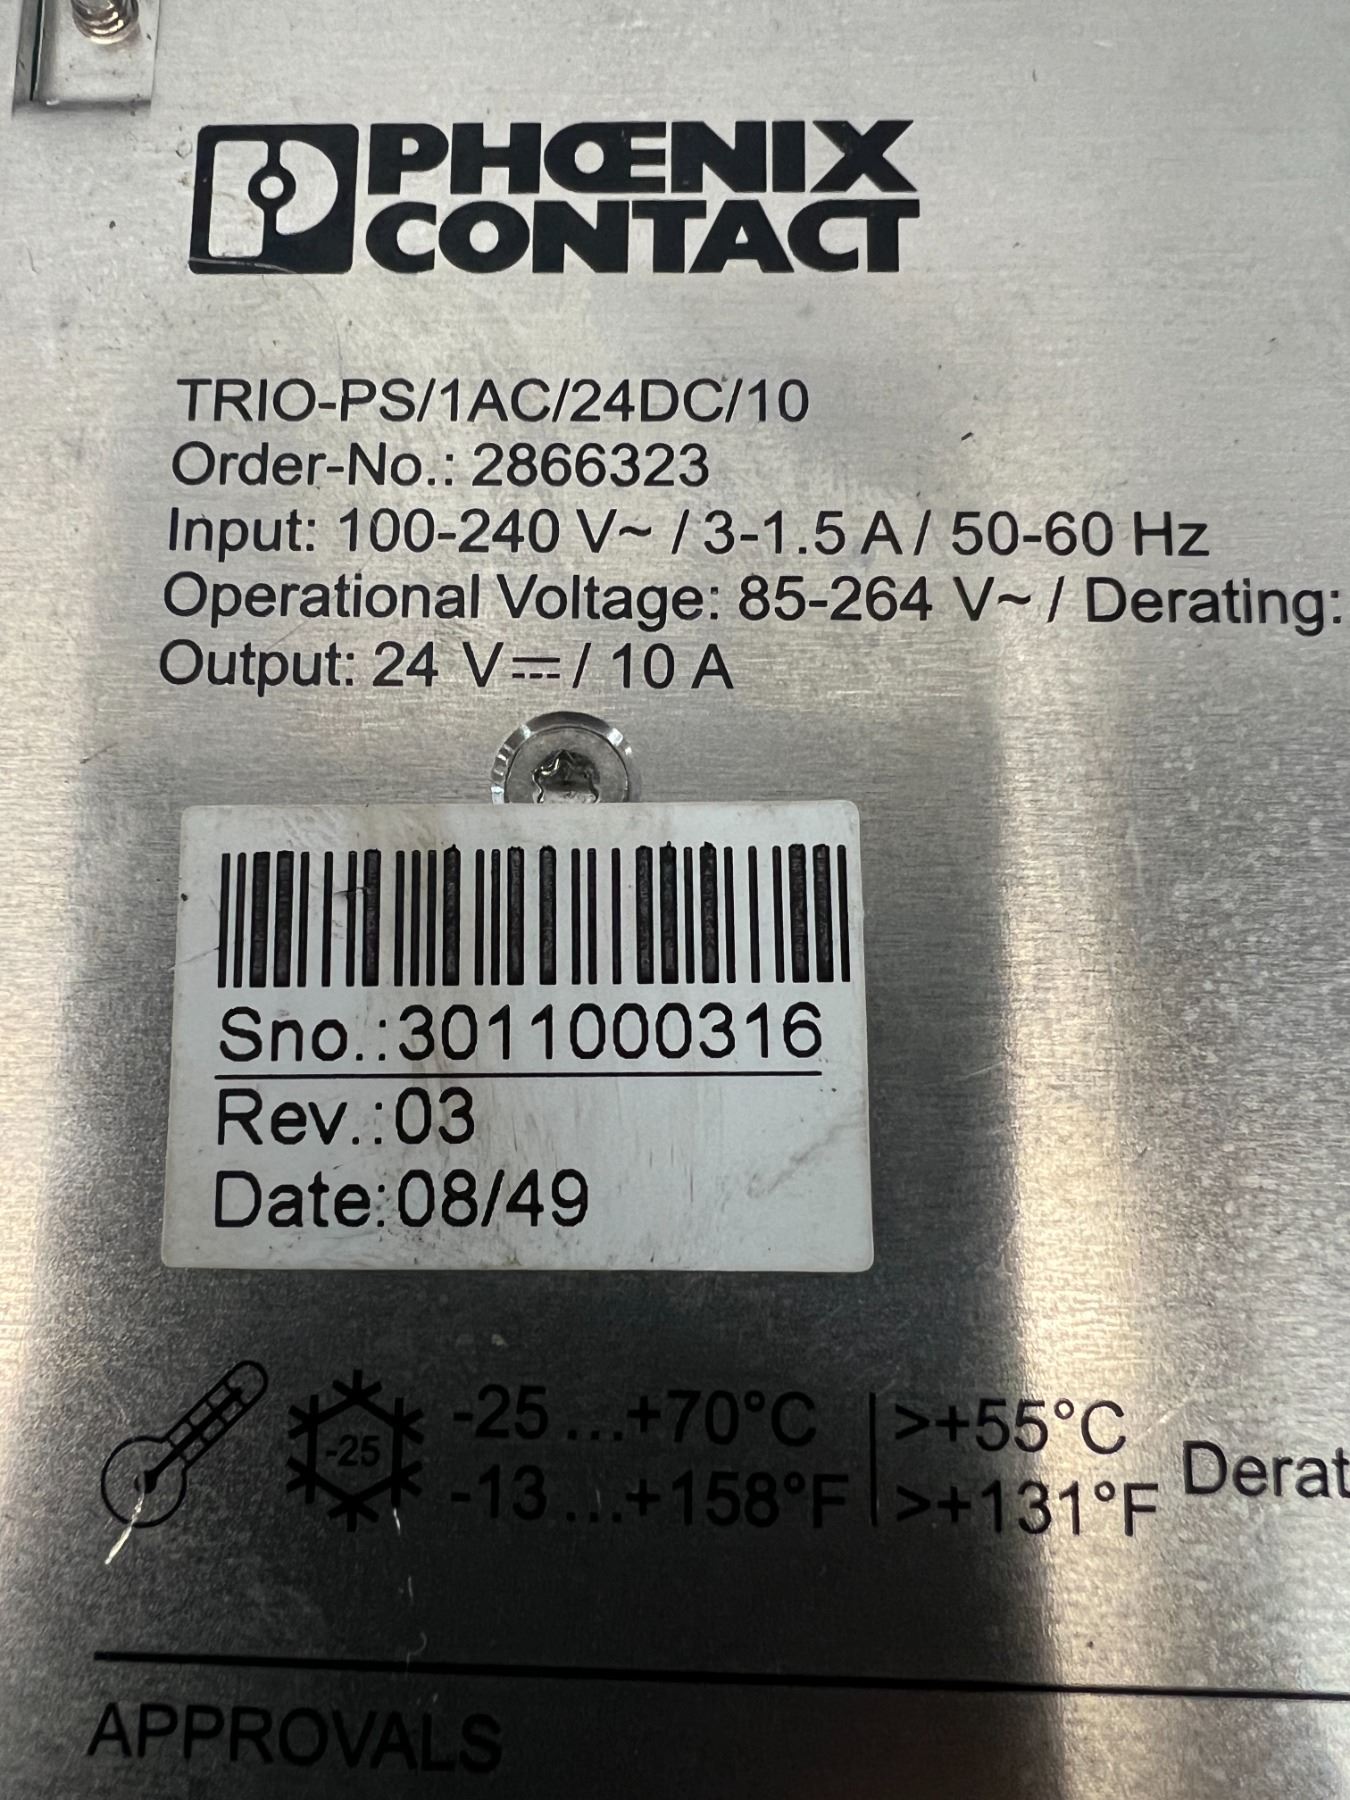 PHŒNIX
CONTACT
TRIO-PS/1AC/24DC/10
Order-No.: 2866323
Input: 100-240 V~ / 3-1.5 A / 50-60 Hz
Operational Voltage: 85-264 V~ / Derating:
Output: 24 V⎓ / 10 A
Sno.:3011000316
Rev.:03
Date:08/49
-25 -25 ...+70°C >+55°C
-13 ...+158°F >+131°F Derat
APPROVALS